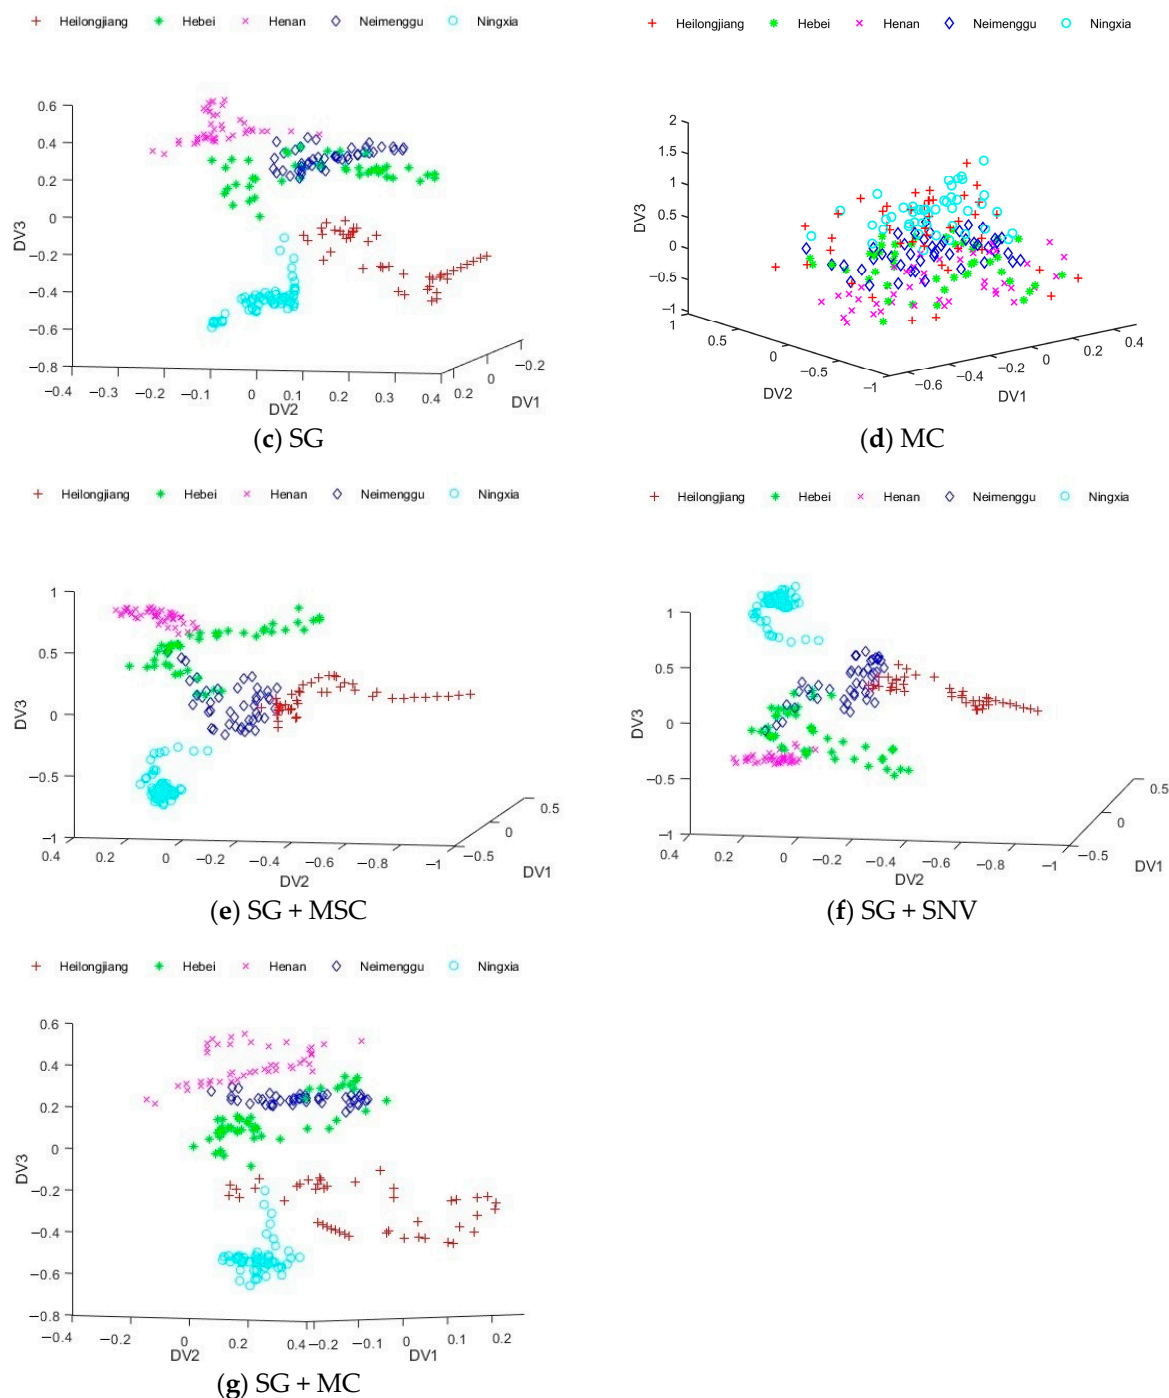 Heilongjiang Hebei Henan Neimenggu Ningxia
0.6
0.4
0.2
0
−0.2
−0.4
−0.6
−0.8
DV3
−0.4 −0.3 −0.2 −0.1 0 0.1 0.2 0.3 0.4
DV2
0.2 0 −0.2
DV1
(c) SG
Heilongjiang Hebei Henan Neimenggu Ningxia
2
1.5
1
0.5
0
−0.5
−1
DV3
1 0.5 0 −0.5 −1
DV2
−0.6 −0.4 −0.2 0 0.2 0.4
DV1
(d) MC
Heilongjiang Hebei Henan Neimenggu Ningxia
1
0.5
0
−0.5
−1
DV3
0.4 0.2 0 −0.2 −0.4 −0.6 −0.8 −1
DV2
−0.5 0 0.5
DV1
(e) SG + MSC
Heilongjiang Hebei Henan Neimenggu Ningxia
1
0.5
0
−0.5
−1
DV3
0.4 0.2 0 −0.2 −0.4 −0.6 −0.8 −1
DV2
−0.5 0 0.5
DV1
(f) SG + SNV
Heilongjiang Hebei Henan Neimenggu Ningxia
0.6
0.4
0.2
0
−0.2
−0.4
−0.6
−0.8
DV3
−0.4 −0.2 0 0.2 0.4
DV2
−0.2 −0.1 0 0.1 0.2
DV1
(g) SG + MC